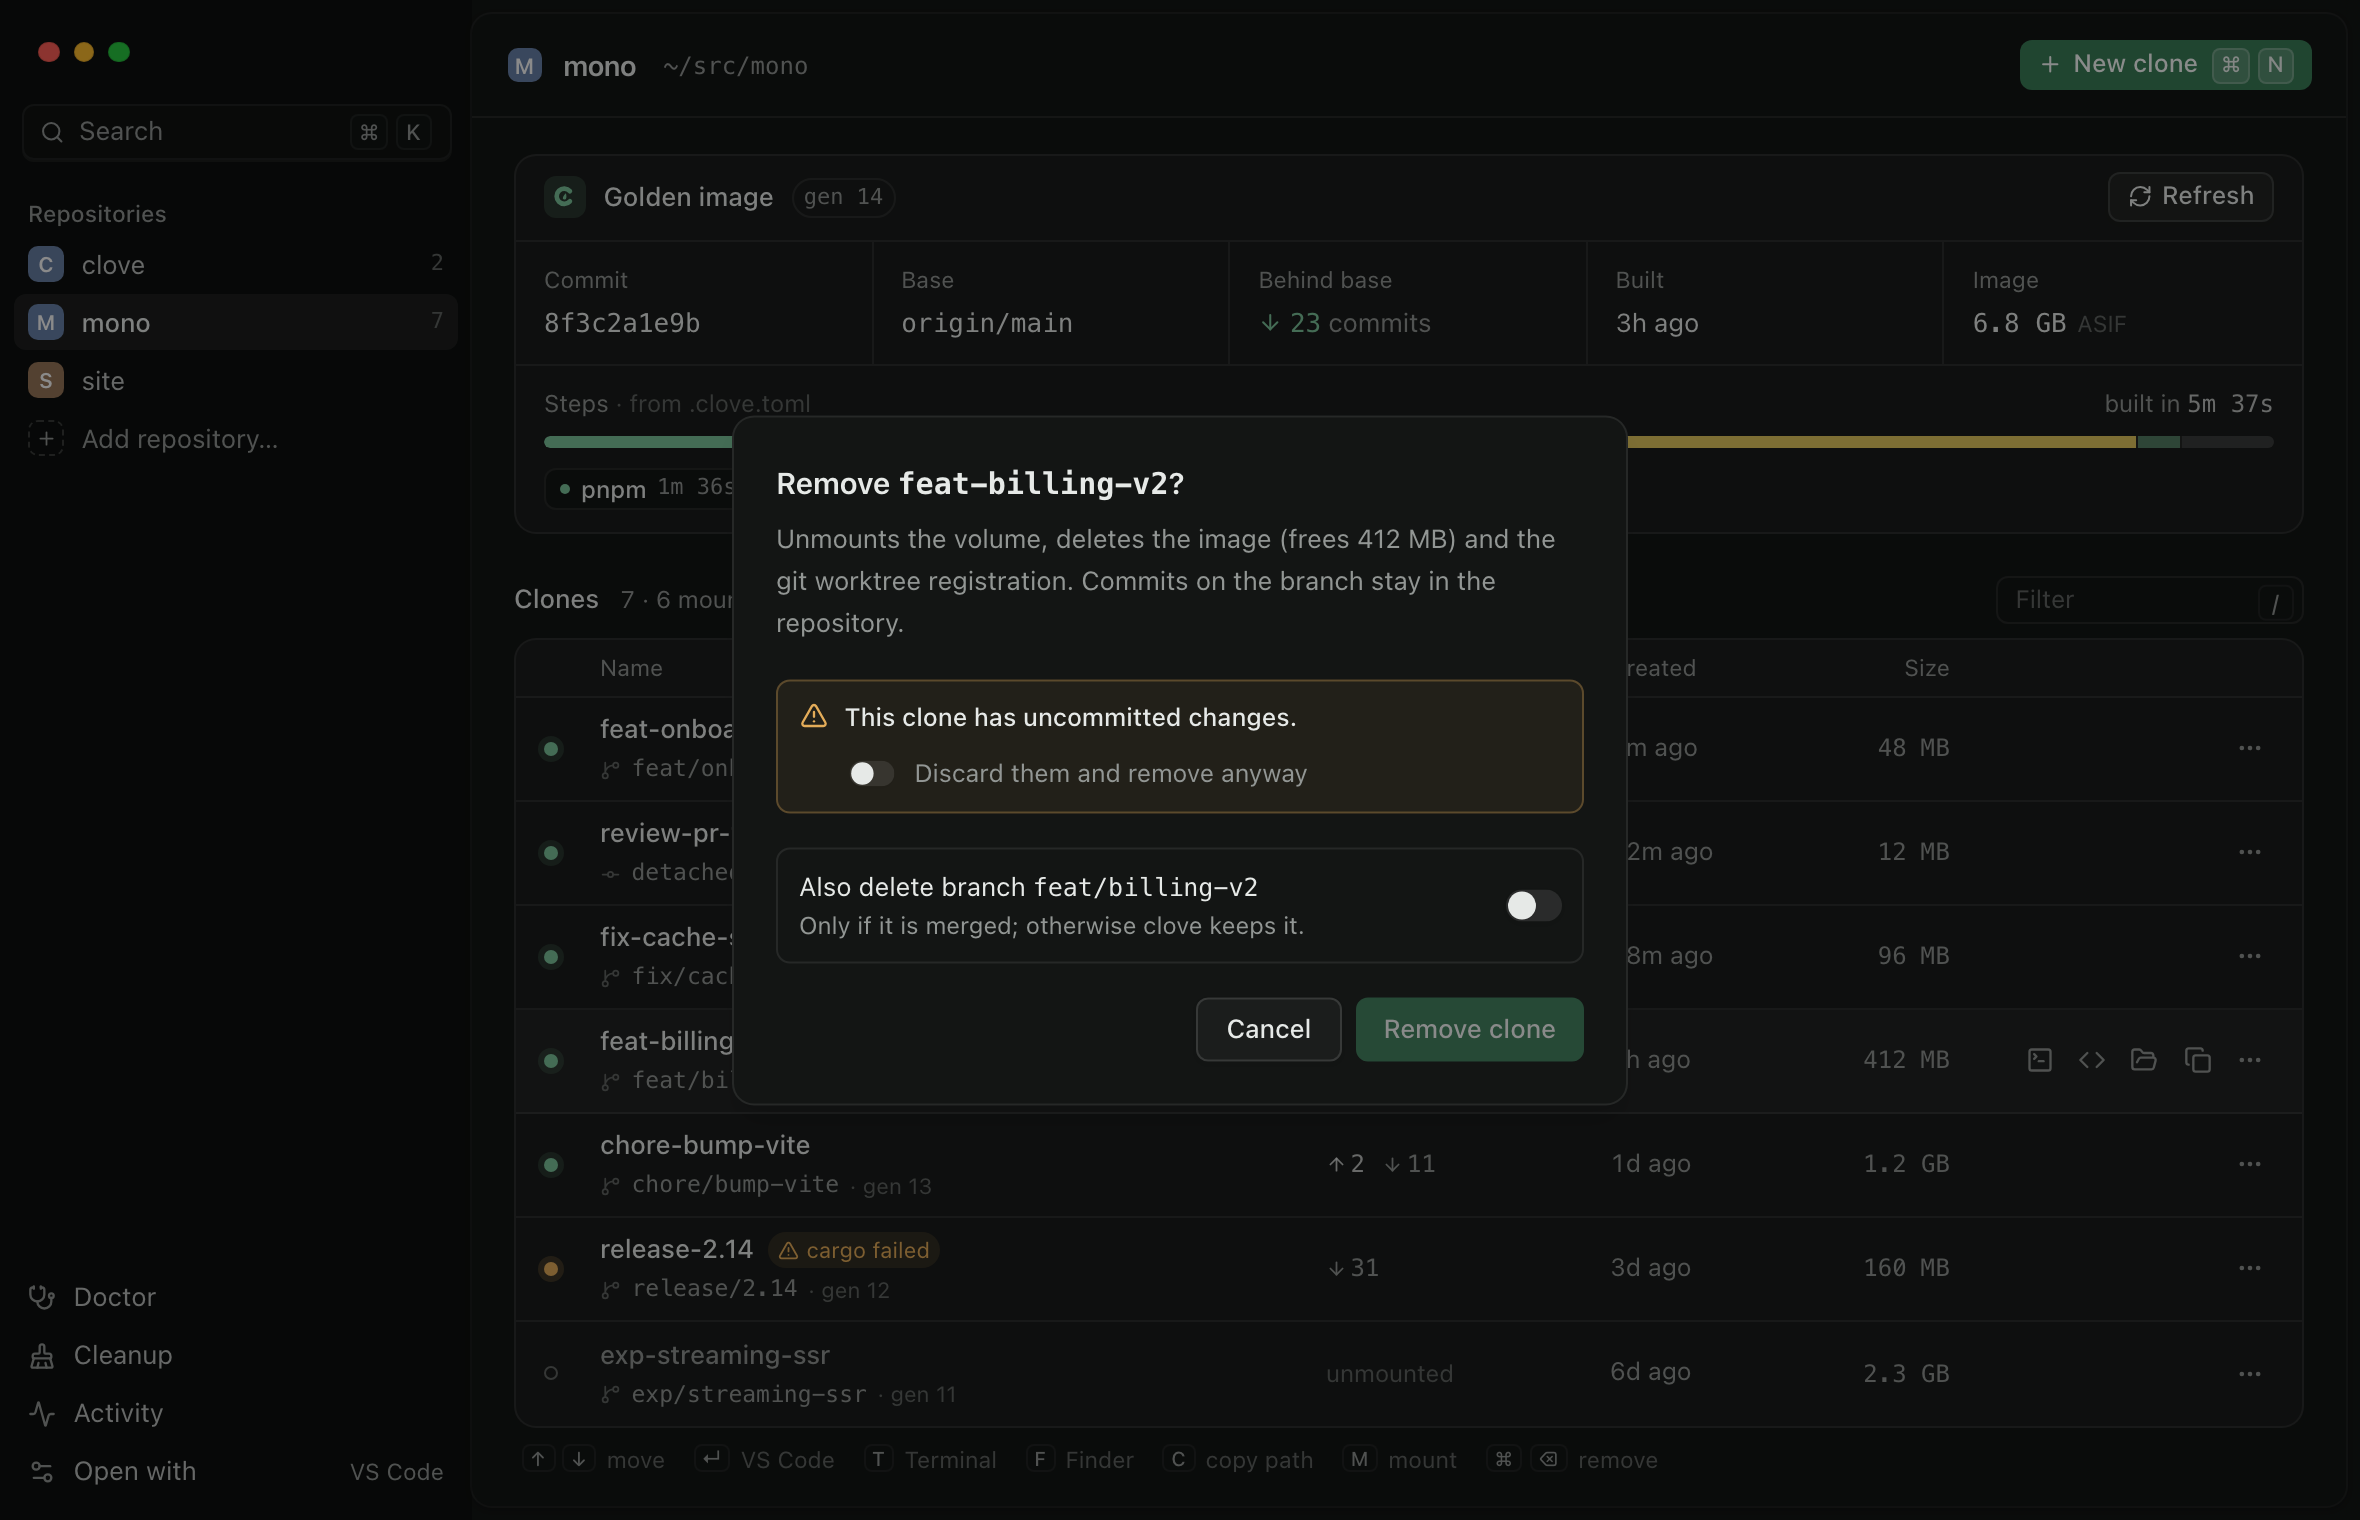 Search ⌘ K
Repositories
C clove 2
M mono 7
S site
+ Add repository...
Doctor
Cleanup
Activity
Open with VS Code
M mono ~/src/mono
+ New clone ⌘ N
Golden image gen 14
Refresh
Commit Base Behind base Built Image
8f3c2a1e9b origin/main ↓ 23 commits 3h ago 6.8 GB ASIF
Steps · from .clove.toml built in 5m 37s
pnpm 1m 36s
Remove feat-billing-v2?
Unmounts the volume, deletes the image (frees 412 MB) and the
git worktree registration. Commits on the branch stay in the
repository.
This clone has uncommitted changes.
Discard them and remove anyway
Also delete branch feat/billing-v2
Only if it is merged; otherwise clove keeps it.
Cancel Remove clone
Clones 7 · 6 mour
Filter /
Name reated Size
feat-onboa
feat/onl
m ago 48 MB
review-pr-
detached
2m ago 12 MB
fix-cache-s
fix/cacl
8m ago 96 MB
feat-billing
feat/bil
h ago 412 MB
chore-bump-vite
chore/bump-vite · gen 13
↑2 ↓11 1d ago 1.2 GB
release-2.14 cargo failed
release/2.14 · gen 12
↓31 3d ago 160 MB
exp-streaming-ssr
exp/streaming-ssr · gen 11
unmounted 6d ago 2.3 GB
↑ ↓ move ↵ VS Code T Terminal F Finder C copy path M mount ⌘ ⌫ remove